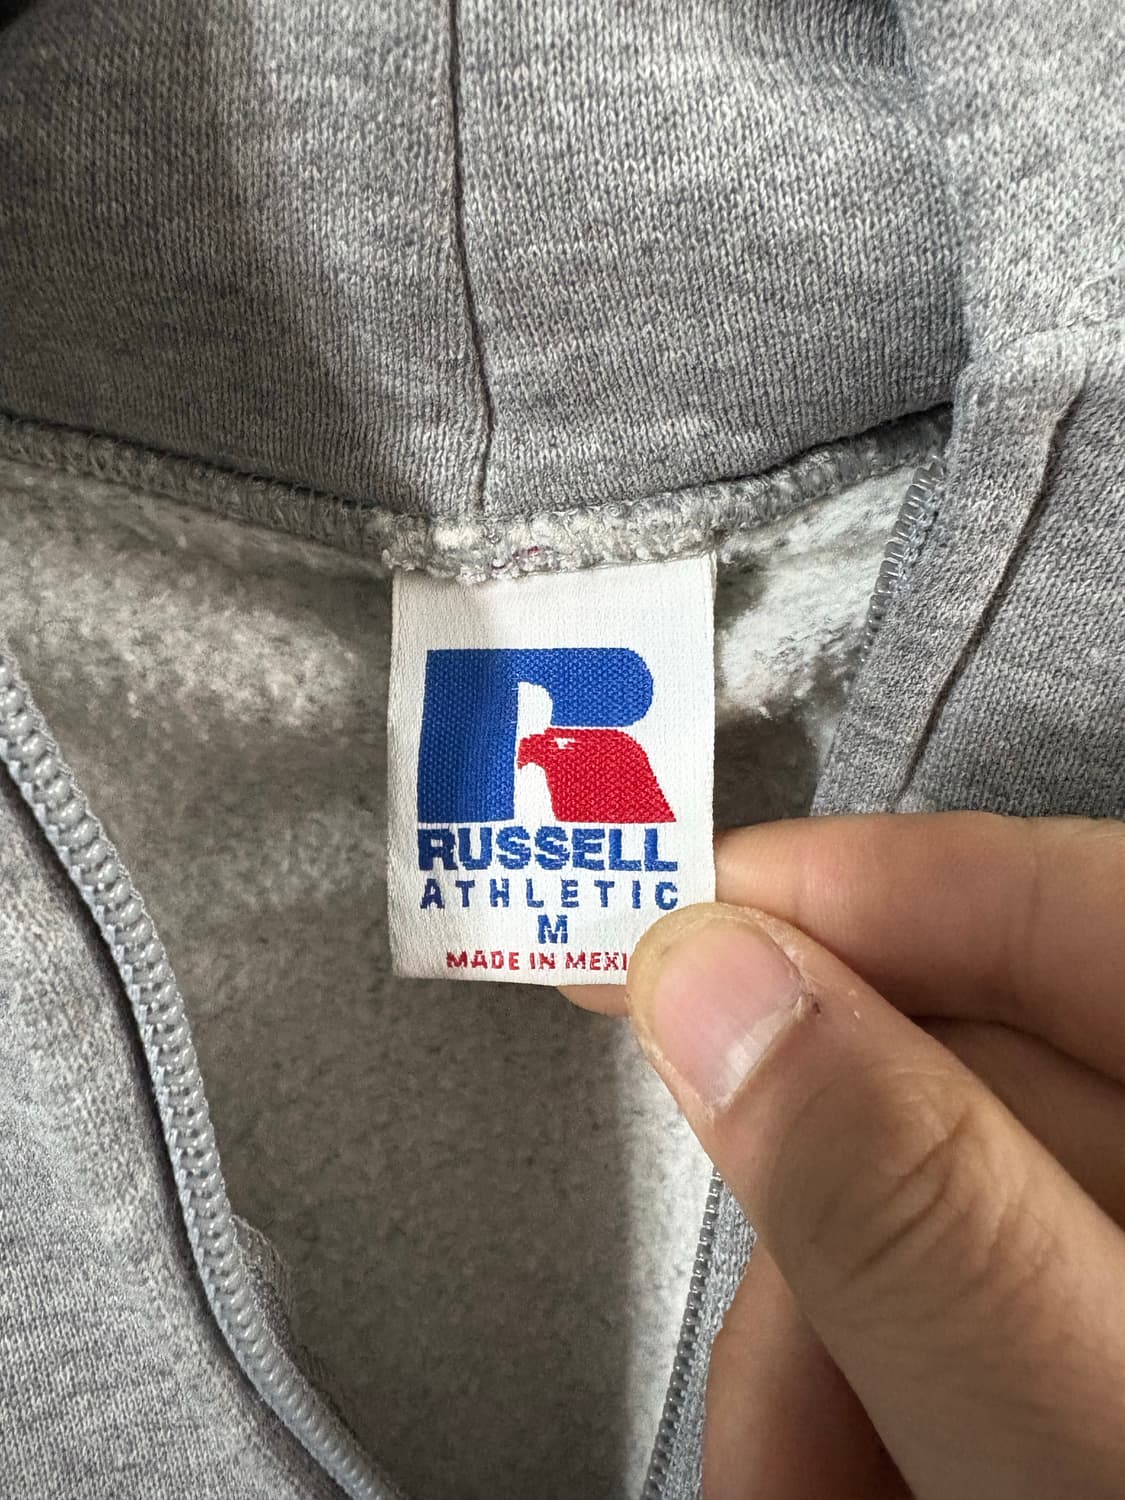 R
RUSSELL
ATHLETIC
M
MADE IN MEXI